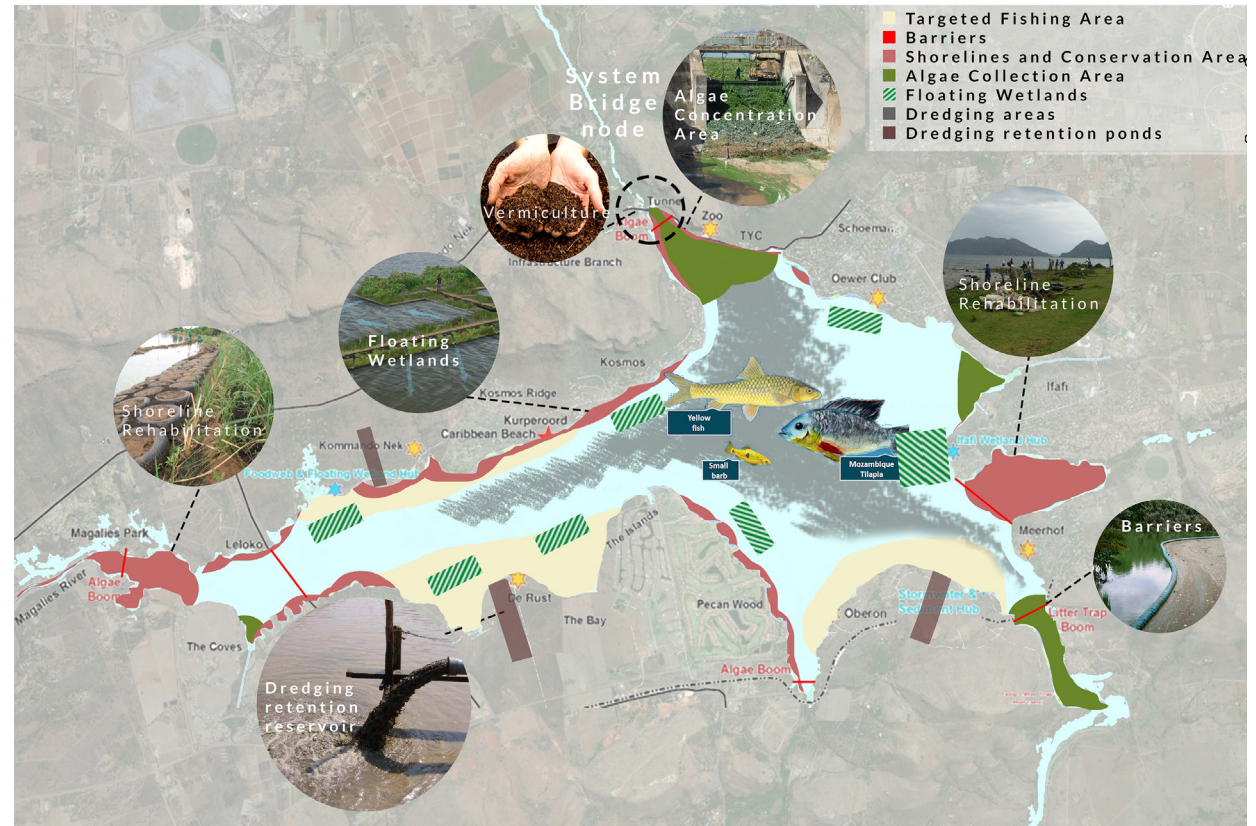 Targeted Fishing Area
Barriers
Shorelines and Conservation Area
Algae Collection Area
Floating Wetlands
Dredging areas
Dredging retention ponds
System
Bridge
node
Algae
Concentration
Area
Vermiculture
Tunnel
Algae
Boom
Zoo
TYC
Schoeman
Infrastructure Branch
Oewer Club
Shoreline
Rehabilitation
Floating
Wetlands
Kosmos
Ifafi
Kosmos Ridge
Kurperoord
Caribbean Beach
Yellow
fish
Small
barb
Mozambique
Tilapia
Ifafi Wetland Hub
Shoreline
Rehabilitation
Kommando Nek
Foodweb & Floating Wetland Hub
Barriers
Meerhof
Magalies Park
Leloko
The Islands
Algae
Boom
Magalies River
De Rust
The Bay
Pecan Wood
Oberon
Stormwater &
Sediment Hub
Litter Trap
Boom
The Coves
Algae Boom
Dredging
retention
reservoir